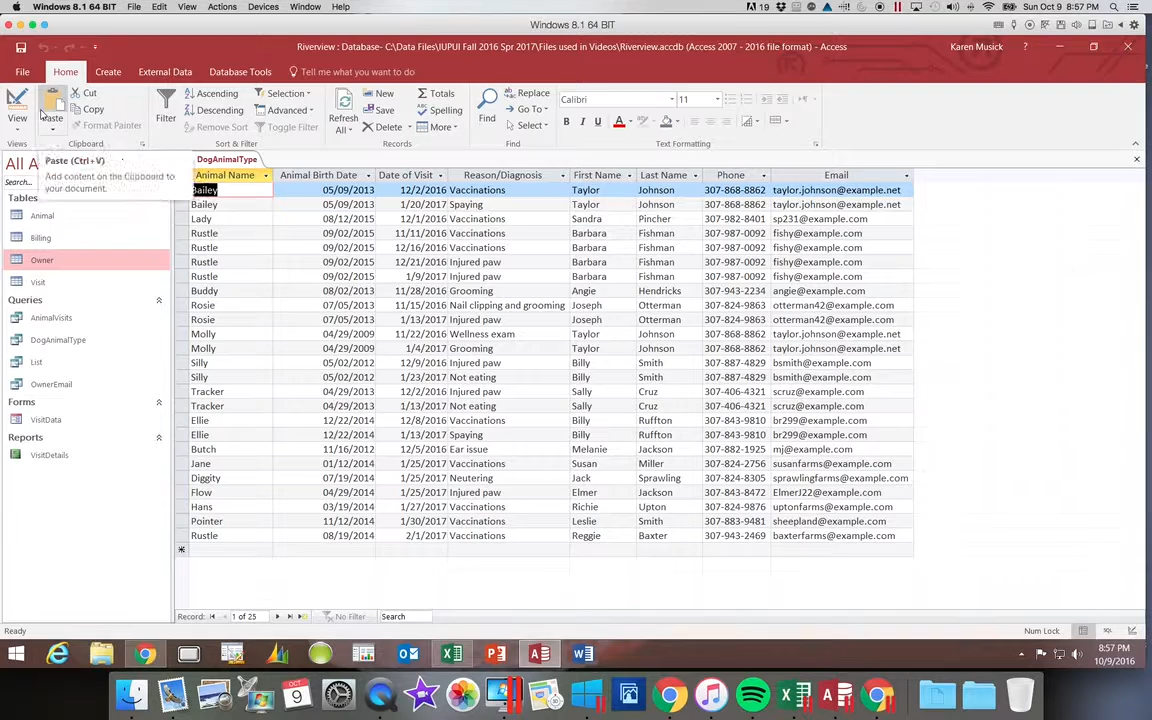 Windows 8.1 64 BIT File Edit View Actions Devices Window Help 19 Sun Oct 9 8:57 PM
Windows 8.1 64 BIT
Riverview : Database- C:\Data Files\IUPUI Fall 2016 Spr 2017\Files used in Videos\Riverview.accdb (Access 2007 - 2016 file format) - Access Karen Musick ?
File Home Create External Data Database Tools Tell me what you want to do
View Paste Cut Copy Format Painter Filter Ascending Descending Remove Sort Selection Advanced Toggle Filter Refresh All New Save Delete Totals Spelling More Find Replace Go To Select Calibri 11 B I U A
Views Clipboard Sort & Filter Records Find Text Formatting
Paste (Ctrl+V)
Add content on the Clipboard to
your document.
All A
Search...
Tables
Animal
Billing
Owner
Visit
Queries
AnimalVisits
DogAnimalType
List
OwnerEmail
Forms
VisitData
Reports
VisitDetails
DogAnimalType
Animal Name Animal Birth Date Date of Visit Reason/Diagnosis First Name Last Name Phone Email
Bailey 05/09/2013 12/2/2016 Vaccinations Taylor Johnson 307-868-8862 taylor.johnson@example.net
Bailey 05/09/2013 1/20/2017 Spaying Taylor Johnson 307-868-8862 taylor.johnson@example.net
Lady 08/12/2015 12/1/2016 Vaccinations Sandra Pincher 307-982-8401 sp231@example.com
Rustle 09/02/2015 11/11/2016 Vaccinations Barbara Fishman 307-987-0092 fishy@example.com
Rustle 09/02/2015 12/16/2016 Vaccinations Barbara Fishman 307-987-0092 fishy@example.com
Rustle 09/02/2015 12/21/2016 Injured paw Barbara Fishman 307-987-0092 fishy@example.com
Rustle 09/02/2015 1/9/2017 Injured paw Barbara Fishman 307-987-0092 fishy@example.com
Buddy 08/02/2013 11/28/2016 Grooming Angie Hendricks 307-943-2234 angie@example.com
Rosie 07/05/2013 11/15/2016 Nail clipping and grooming Joseph Otterman 307-824-9863 otterman42@example.com
Rosie 07/05/2013 1/13/2017 Injured paw Joseph Otterman 307-824-9863 otterman42@example.com
Molly 04/29/2009 11/22/2016 Wellness exam Taylor Johnson 307-868-8862 taylor.johnson@example.net
Molly 04/29/2009 1/4/2017 Grooming Taylor Johnson 307-868-8862 taylor.johnson@example.net
Silly 05/02/2012 12/9/2016 Injured paw Billy Smith 307-887-4829 bsmith@example.com
Silly 05/02/2012 1/23/2017 Not eating Billy Smith 307-887-4829 bsmith@example.com
Tracker 04/29/2013 12/2/2016 Injured paw Sally Cruz 307-406-4321 scruz@example.com
Tracker 04/29/2013 1/13/2017 Not eating Sally Cruz 307-406-4321 scruz@example.com
Ellie 12/22/2014 12/8/2016 Vaccinations Billy Ruffton 307-843-9810 br299@example.com
Ellie 12/22/2014 1/13/2017 Spaying Billy Ruffton 307-843-9810 br299@example.com
Butch 11/16/2012 12/5/2016 Ear issue Melanie Jackson 307-882-1925 mj@example.com
Jane 01/12/2014 1/25/2017 Vaccinations Susan Miller 307-824-2756 susanfarms@example.com
Diggity 07/19/2014 1/25/2017 Neutering Jack Sprawling 307-824-8305 sprawlingfarms@example.com
Flow 04/29/2014 1/25/2017 Injured paw Elmer Jackson 307-843-8472 ElmerJ22@example.com
Hans 03/19/2014 1/27/2017 Vaccinations Richie Upton 307-824-9876 uptonfarms@example.com
Pointer 11/12/2014 1/30/2017 Vaccinations Leslie Smith 307-883-9481 sheepland@example.com
Rustle 08/19/2014 2/1/2017 Vaccinations Reggie Baxter 307-943-2469 baxterfarms@example.com
Record: 1 of 25 No Filter Search
Ready Num Lock SQL
8:57 PM
10/9/2016
OCT
9